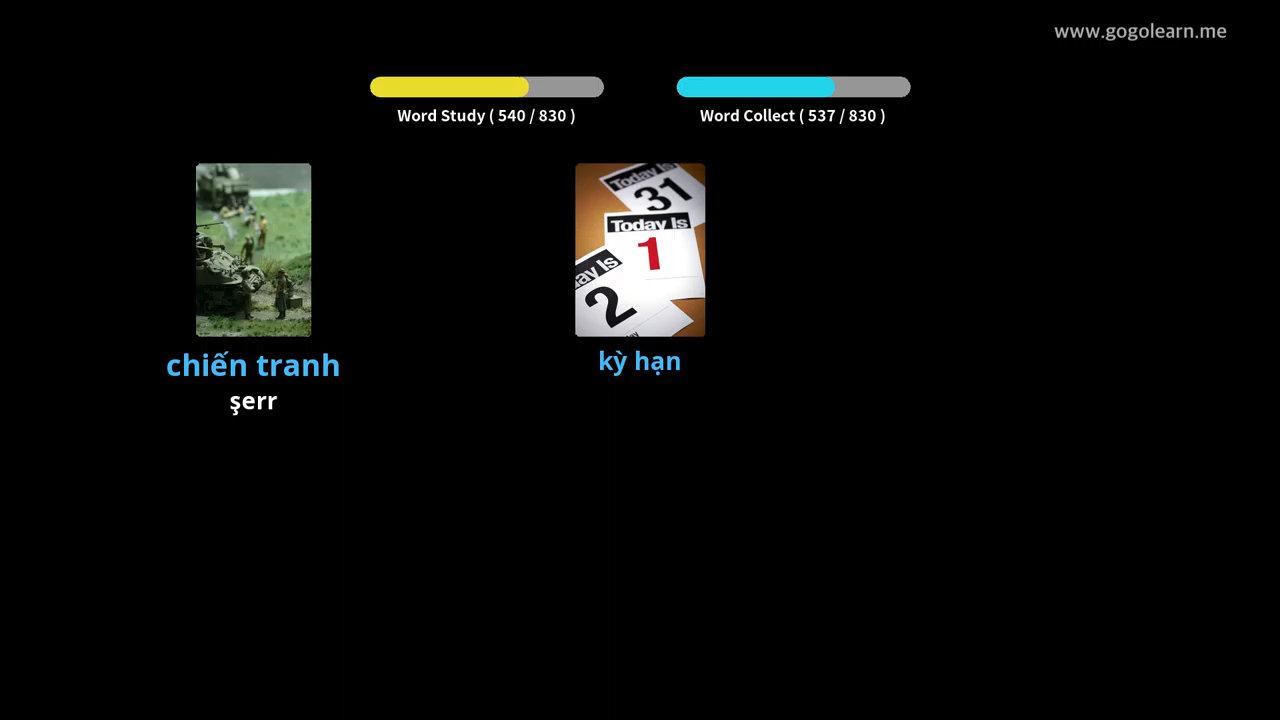 www.gogolearn.me
Word Study ( 540 / 830 )
Word Collect ( 537 / 830 )
Today Is
31
Today Is
1
ay Is
2
chiến tranh
kỳ hạn
şerr